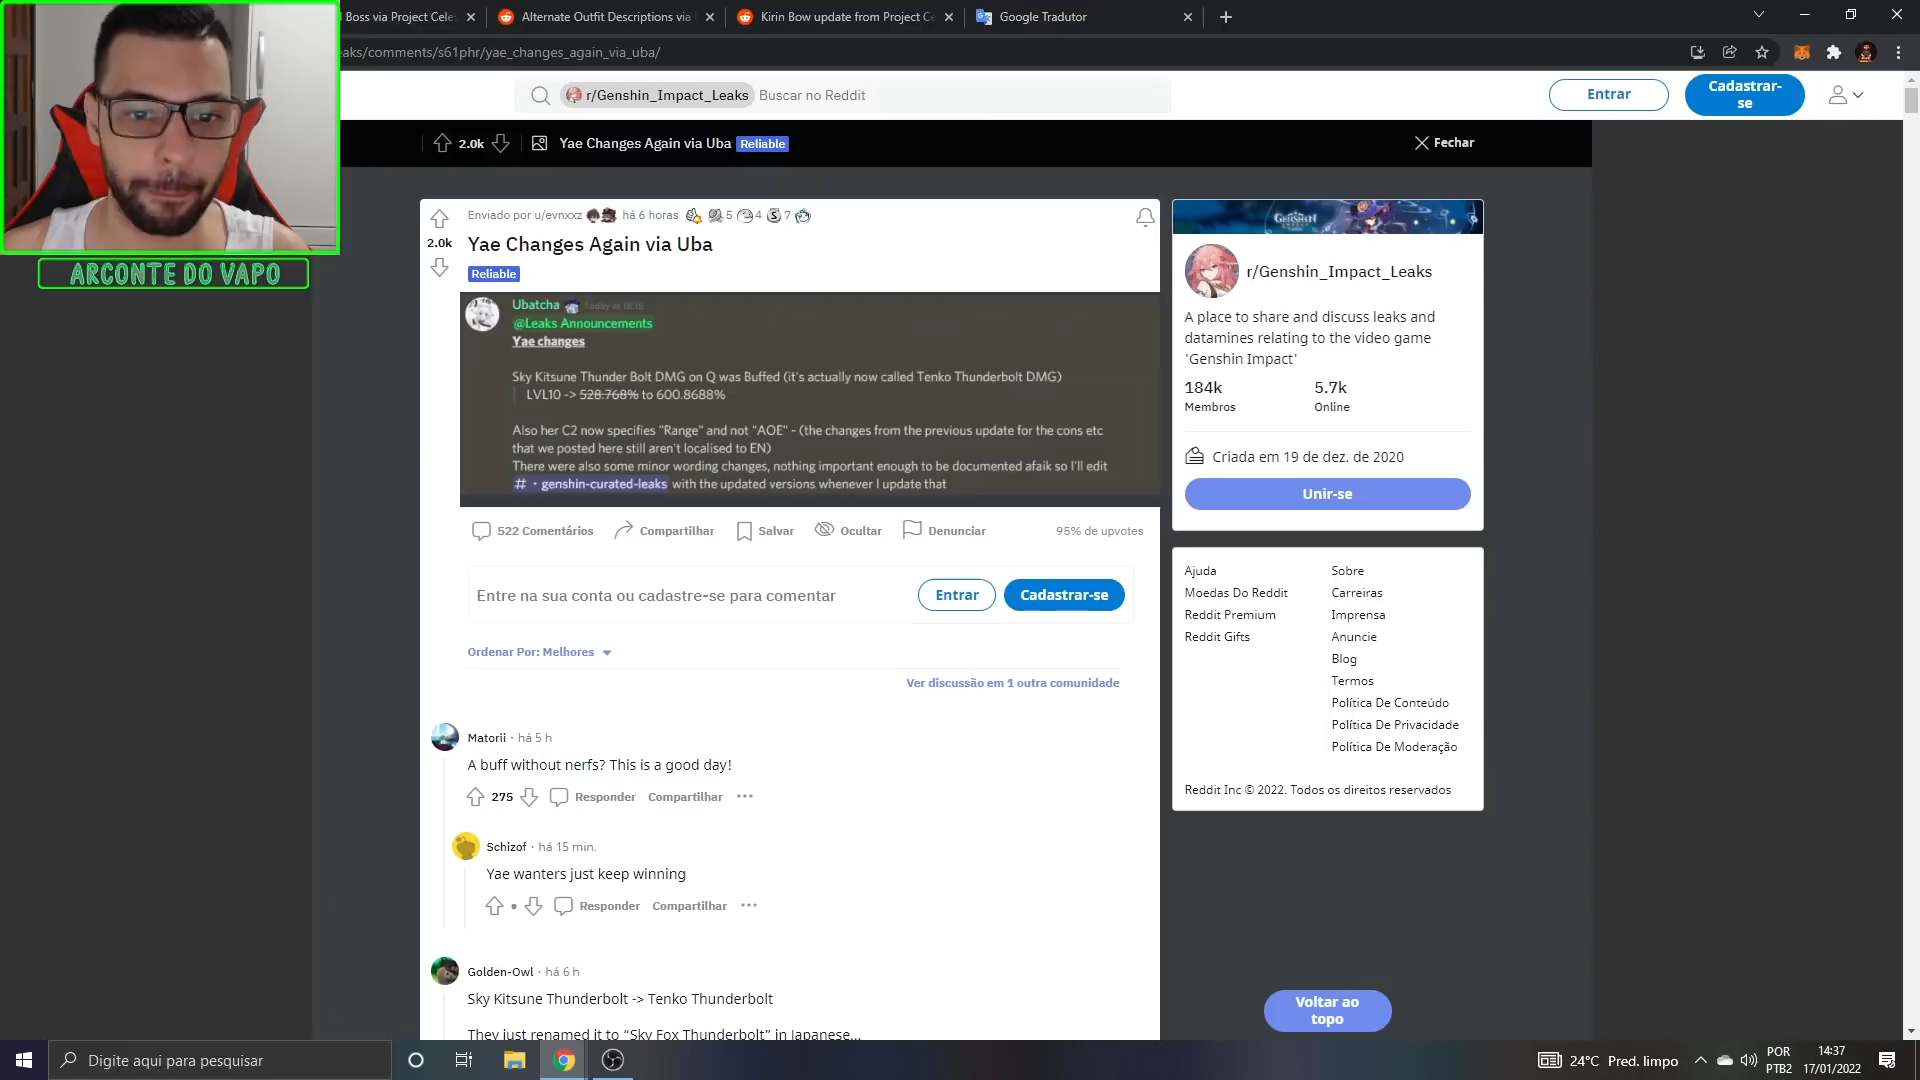 l Boss via Project Celes
Alternate Outfit Descriptions via
Kirin Bow update from Project Ce
Google Tradutor
eaks/comments/s61phr/yae_changes_again_via_uba/
r/Genshin_Impact_Leaks
Buscar no Reddit
Entrar
Cadastrar-
se
2.0k
Yae Changes Again via Uba
Reliable
Fechar
ARCONTE DO VAPO
Enviado por u/evnxxz
há 6 horas
5
4
7
2.0k
Yae Changes Again via Uba
Reliable
Ubatcha
@Leaks Announcements
Yae changes
Sky Kitsune Thunder Bolt DMG on Q was Buffed (it's actually now called Tenko Thunderbolt DMG)
LVL10 -> 528.768% to 600.8688%
Also her C2 now specifies "Range" and not "AOE" - (the changes from the previous update for the cons etc
that we posted here still aren't localised to EN)
There were also some minor wording changes, nothing important enough to be documented afaik so I'll edit
# ・genshin-curated-leaks with the updated versions whenever I update that
522 Comentários
Compartilhar
Salvar
Ocultar
Denunciar
95% de upvotes
Entre na sua conta ou cadastre-se para comentar
Entrar
Cadastrar-se
Ordenar Por: Melhores
Ver discussão em 1 outra comunidade
Matorii · há 5 h
A buff without nerfs? This is a good day!
275
Responder
Compartilhar
Schizof · há 15 min.
Yae wanters just keep winning
•
Responder
Compartilhar
Golden-Owl · há 6 h
Sky Kitsune Thunderbolt -> Tenko Thunderbolt
They just renamed it to “Sky Fox Thunderbolt” in Japanese...
GENSHIN
r/Genshin_Impact_Leaks
A place to share and discuss leaks and
datamines relating to the video game
'Genshin Impact'
184k
5.7k
Membros
Online
Criada em 19 de dez. de 2020
Unir-se
Ajuda
Sobre
Moedas Do Reddit
Carreiras
Reddit Premium
Imprensa
Reddit Gifts
Anuncie
Blog
Termos
Política De Conteúdo
Política De Privacidade
Política De Moderação
Reddit Inc © 2022. Todos os direitos reservados
Voltar ao
topo
Digite aqui para pesquisar
24°C Pred. limpo
POR
PTB2
14:37
17/01/2022